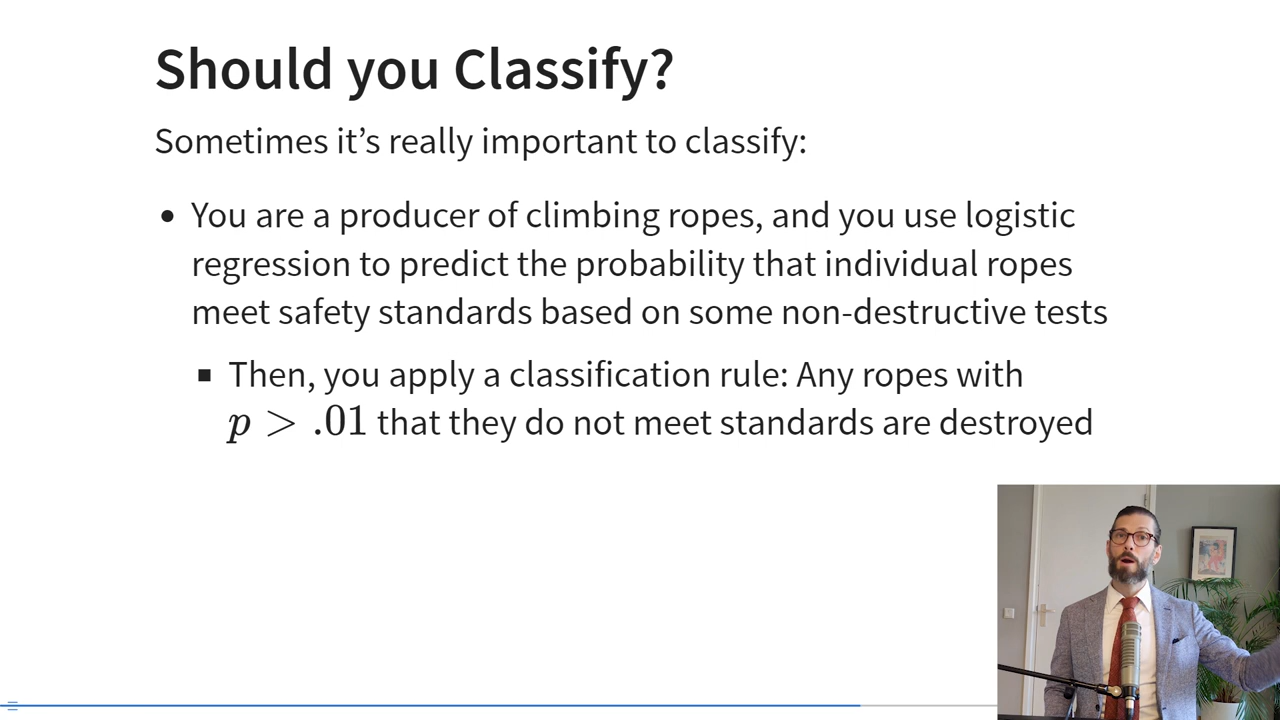 Should you Classify?
Sometimes it’s really important to classify:
• You are a producer of climbing ropes, and you use logistic
regression to predict the probability that individual ropes
meet safety standards based on some non-destructive tests
▪ Then, you apply a classification rule: Any ropes with
p > .01 that they do not meet standards are destroyed